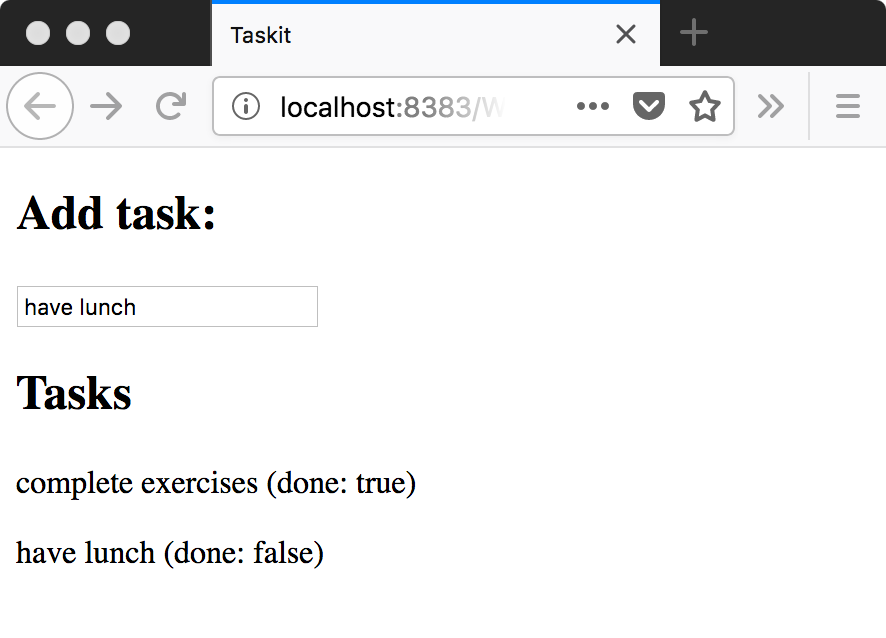 Taskit
localhost:8383/W
Add task:
have lunch
Tasks
complete exercises (done: true)
have lunch (done: false)